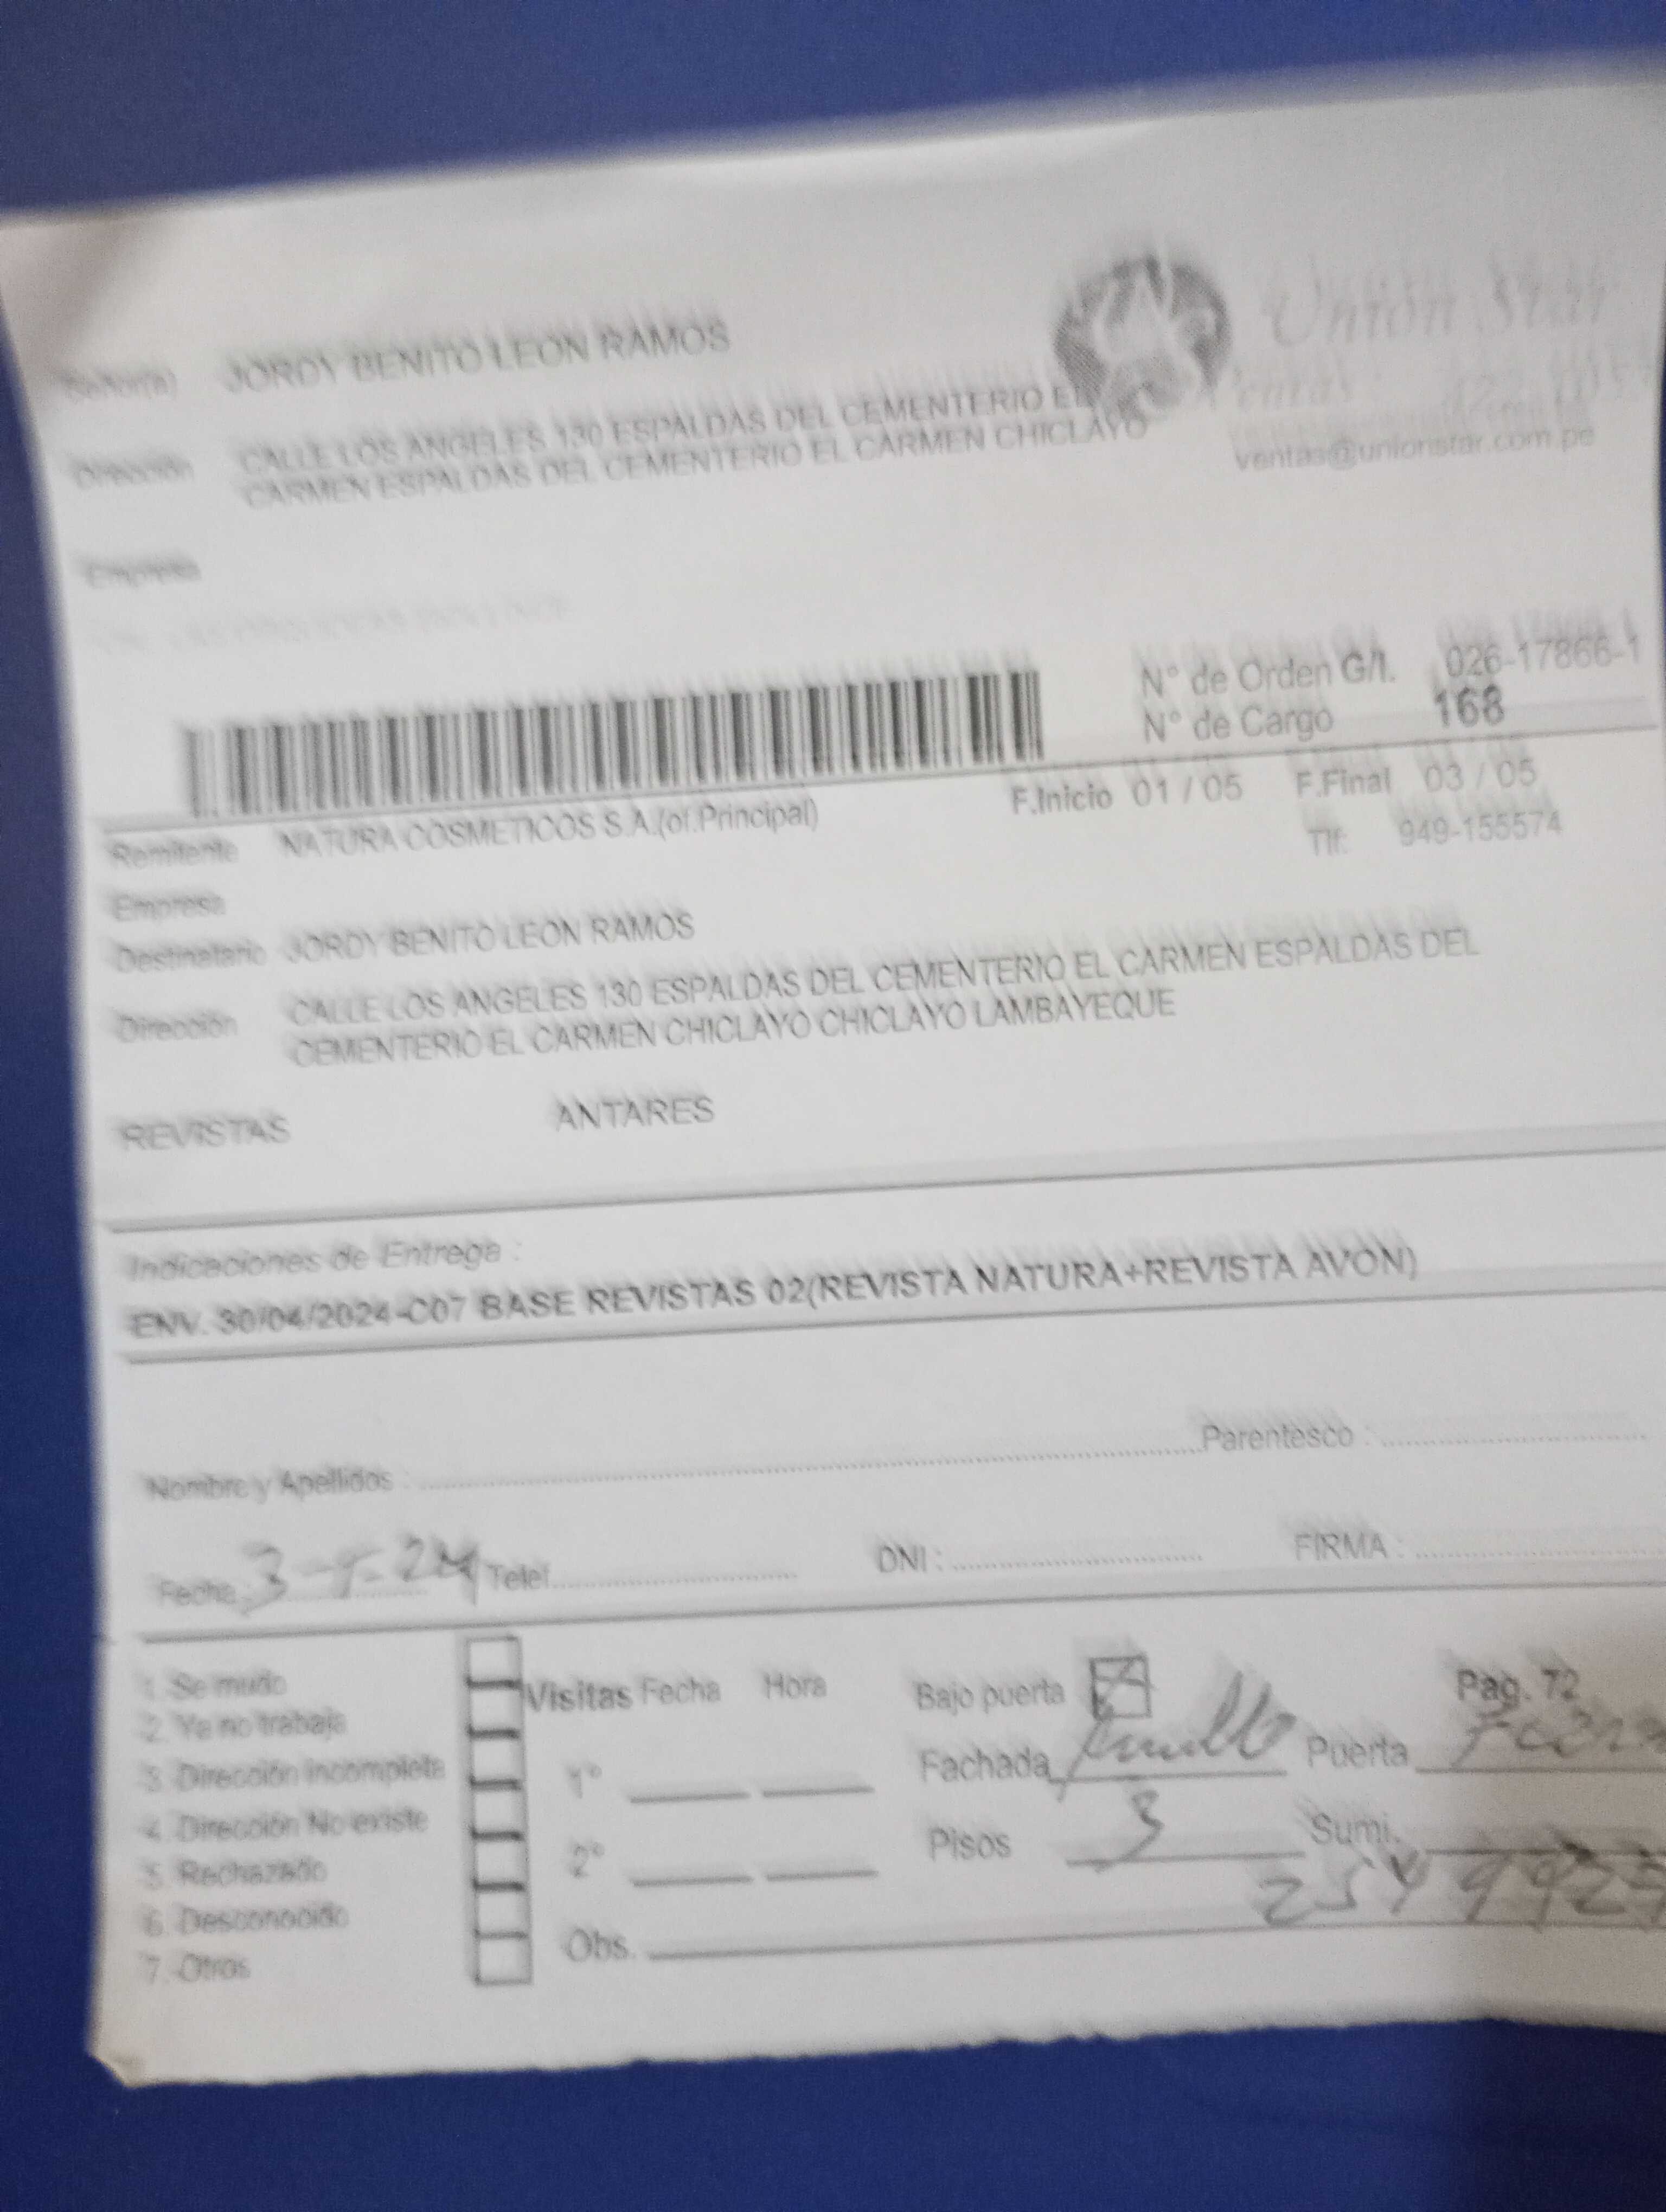 Union Star
Señor(a) JORDY BENITO LEON RAMOS
Ventas :
Dirección CALLE LOS ANGELES 130 ESPALDAS DEL CEMENTERIO EL
CARMEN ESPALDAS DEL CEMENTERIO EL CARMEN CHICLAYO
ventas@unionstar.com.pe
Empresa
N° de Orden G/I. 026-17866-1
N° de Cargo 168
F.Inicio 01 / 05 F.Final 03 / 05
Remitente NATURA COSMETICOS S.A.(of.Principal)
Tlf: 949-155574
Empresa
Destinatario JORDY BENITO LEON RAMOS
Dirección CALLE LOS ANGELES 130 ESPALDAS DEL CEMENTERIO EL CARMEN ESPALDAS DEL
CEMENTERIO EL CARMEN CHICLAYO CHICLAYO LAMBAYEQUE
REVISTAS ANTARES
Indicaciones de Entrega :
ENV. 30/04/2024-C07 BASE REVISTAS 02(REVISTA NATURA+REVISTA AVON)
Nombre y Apellidos : Parentesco :
Fecha Telef. DNI : FIRMA :
1. Se mudo
2. Ya no trabaja
3. Dirección incompleta
4. Dirección No existe
5. Rechazado
6. Desconocido
7. Otros
Visitas Fecha Hora
1°
2°
Obs.
Bajo puerta Pag. 72
Fachada Puerta
Pisos 3 Sumi.